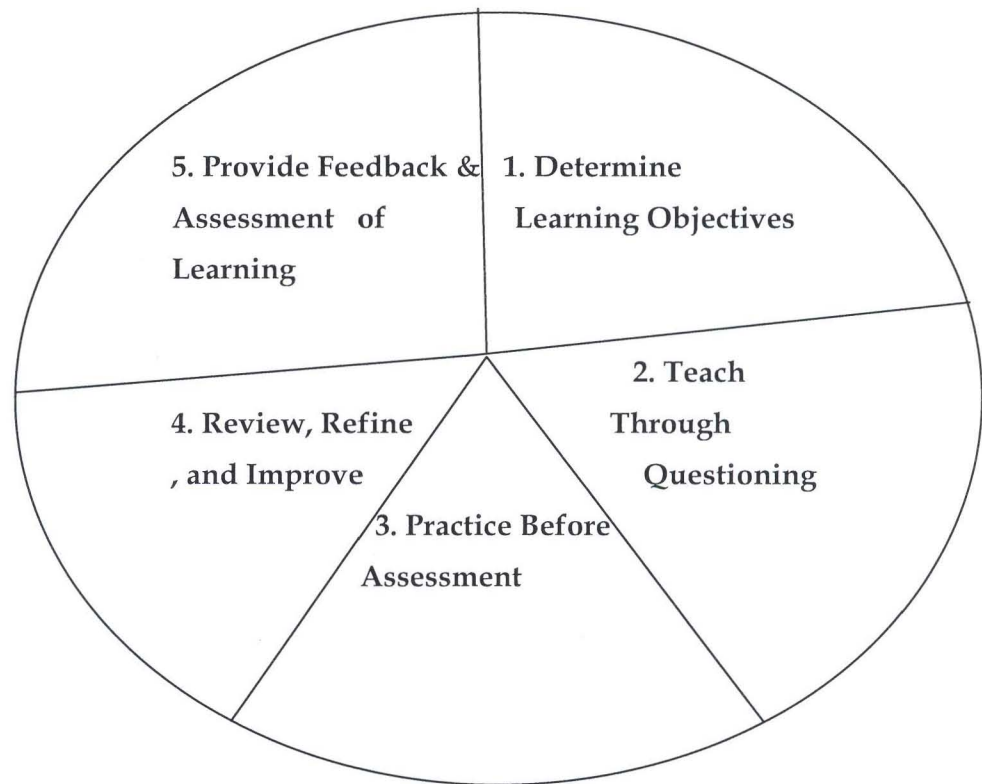 5. Provide Feedback &
Assessment of
Learning
1. Determine
Learning Objectives
2. Teach
Through
Questioning
4. Review, Refine
, and Improve
3. Practice Before
Assessment